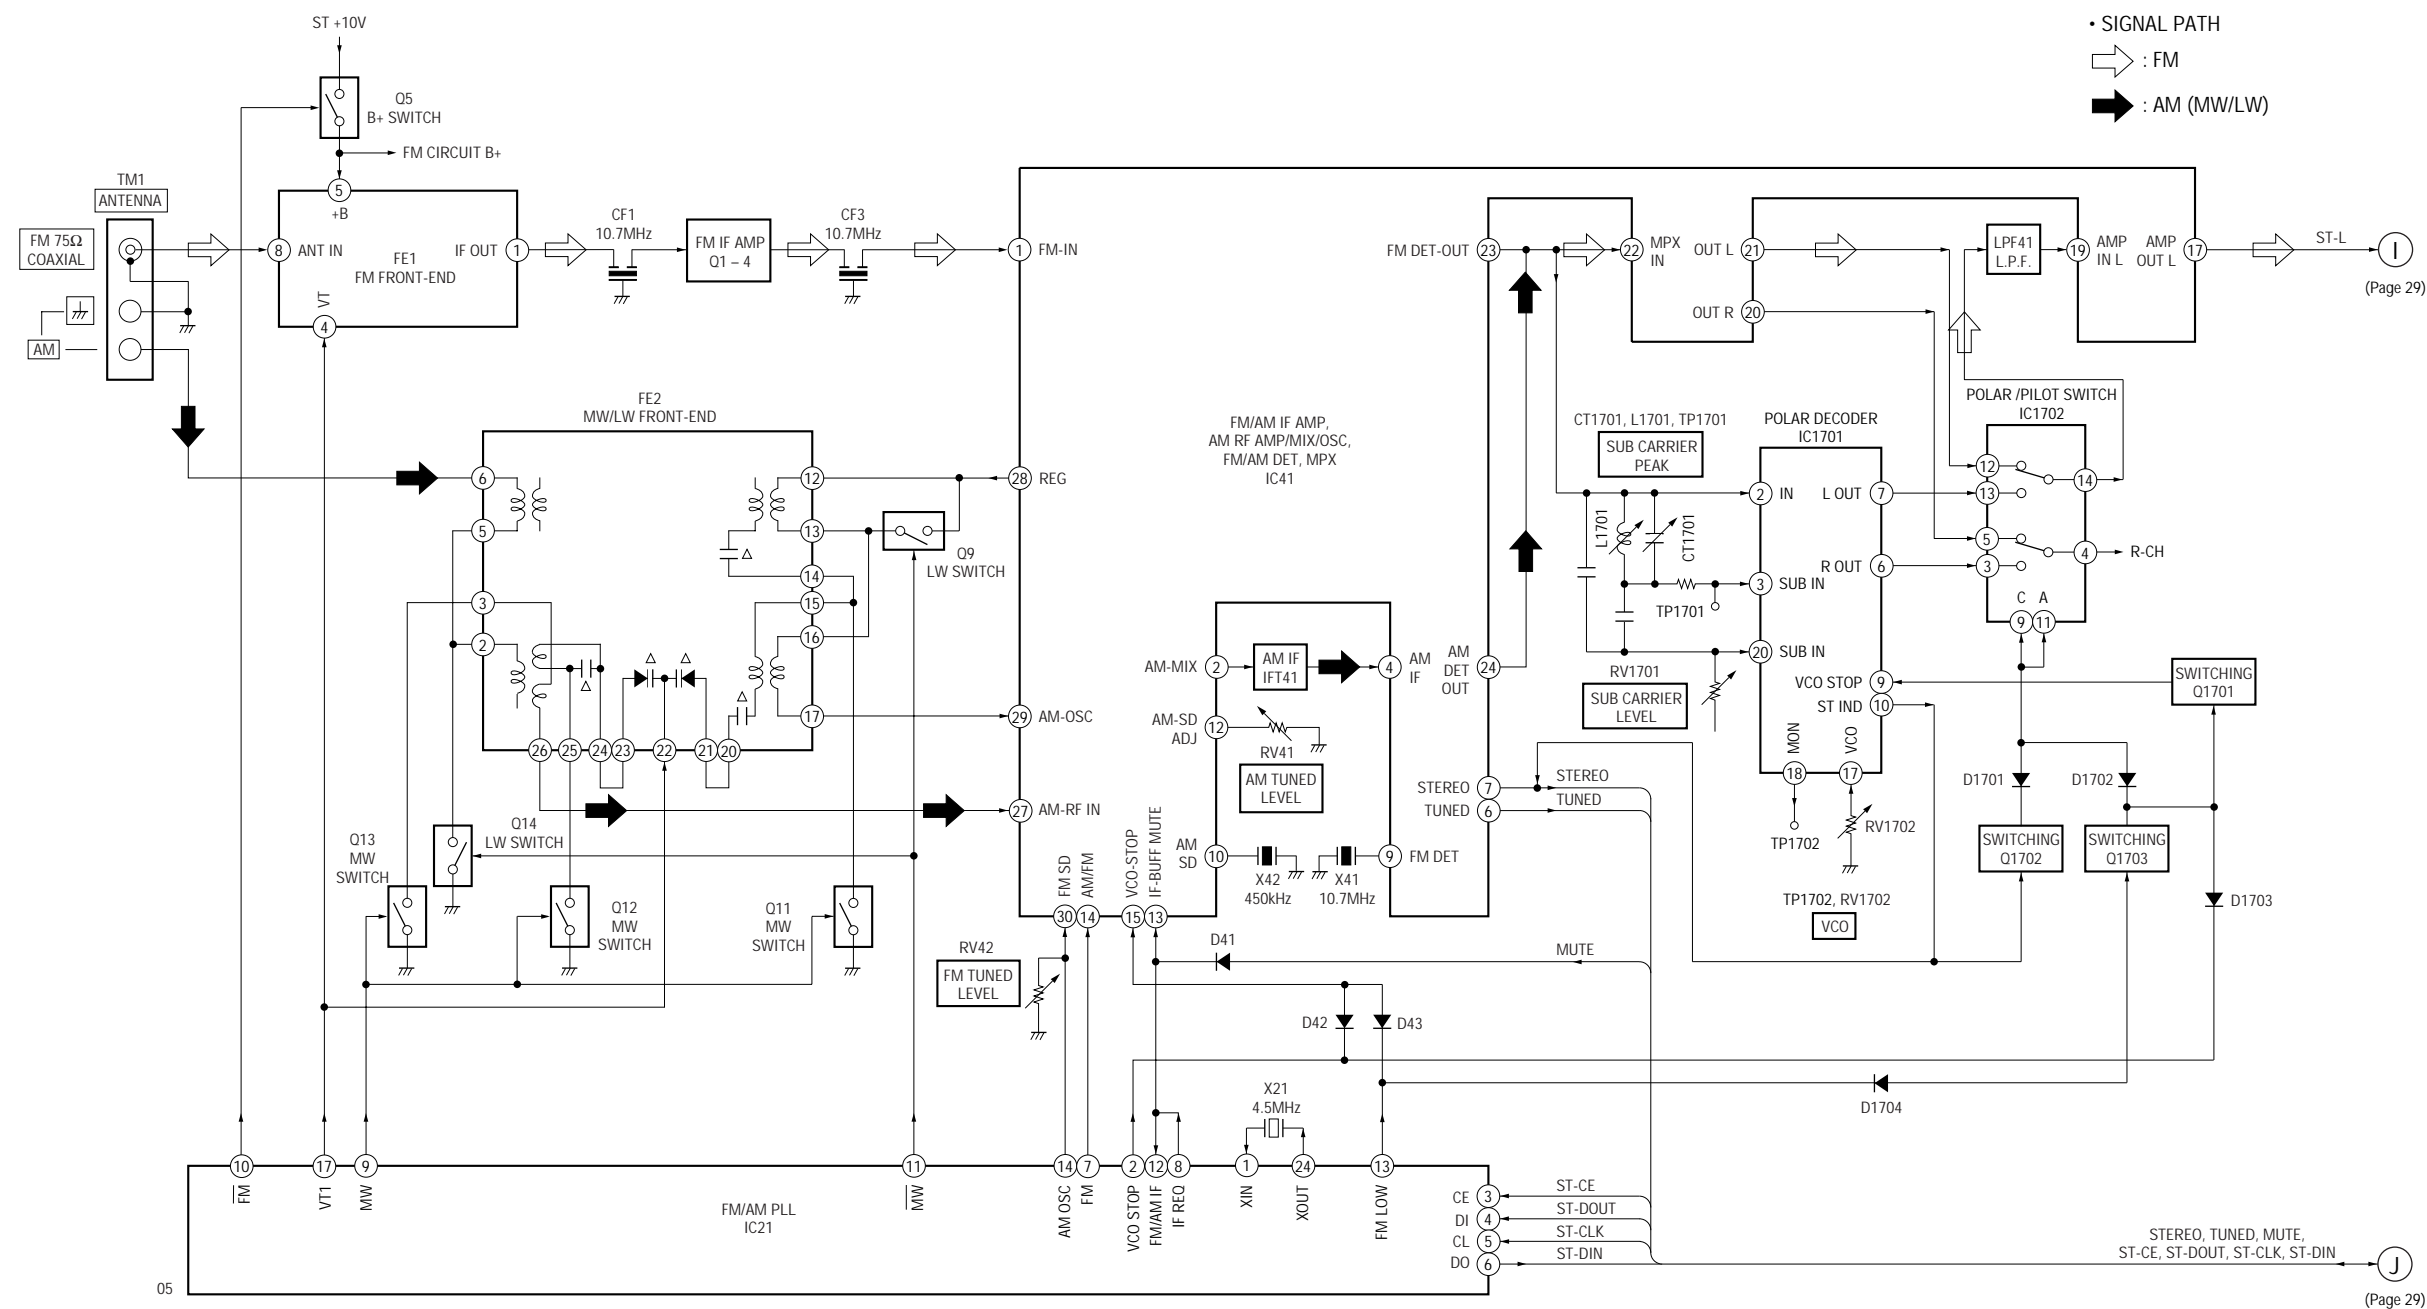 • SIGNAL PATH
: FM
: AM (MW/LW)
ST +10V
Q5
B+ SWITCH
FM CIRCUIT B+
TM1
ANTENNA
FM 75Ω
COAXIAL
AM
5
+B
8
ANT IN
IF OUT
1
FE1
FM FRONT-END
VT
4
CF1
10.7MHz
FM IF AMP
Q1 – 4
CF3
10.7MHz
1
FM-IN
FM DET-OUT
23
22
MPX
IN
OUT L
21
OUT R
20
LPF41
L.P.F.
19
AMP
IN L
AMP
OUT L
17
ST-L
I
(Page 29)
FE2
MW/LW FRONT-END
6
5
3
2
12
13
14
15
16
17
26
25
24
23
22
21
20
Q9
LW SWITCH
28
REG
FM/AM IF AMP,
AM RF AMP/MIX/OSC,
FM/AM DET, MPX
IC41
29
AM-OSC
27
AM-RF IN
AM-MIX
2
AM IF
IFT41
4
AM
IF
AM
DET
OUT
24
AM-SD
ADJ
12
RV41
AM TUNED
LEVEL
AM
SD
10
X42
450kHz
X41
10.7MHz
9
FM DET
STEREO
7
STEREO
TUNED
6
TUNED
FM SD
AM/FM
VCO-STOP
IF-BUFF MUTE
30
14
15
13
CT1701, L1701, TP1701
SUB CARRIER
PEAK
L1701
CT1701
TP1701
RV1701
SUB CARRIER
LEVEL
POLAR DECODER
IC1701
2
IN
L OUT
7
R OUT
6
3
SUB IN
20
SUB IN
VCO STOP
9
ST IND
10
MON
VCO
18
17
TP1702
RV1702
TP1702, RV1702
VCO
POLAR /PILOT SWITCH
IC1702
12
13
14
5
3
4
R-CH
C
A
9
11
SWITCHING
Q1701
D1701
D1702
SWITCHING
Q1702
SWITCHING
Q1703
D1703
D1704
Q13
MW
SWITCH
Q14
LW SWITCH
Q12
MW
SWITCH
Q11
MW
SWITCH
RV42
FM TUNED
LEVEL
D41
MUTE
D42
D43
X21
4.5MHz
10
17
9
11
14
7
2
12
8
1
24
13
FM
VT1
MW
MW
AM OSC
FM
VCO STOP
FM/AM IF
IF REQ
XIN
XOUT
FM LOW
FM/AM PLL
IC21
CE
3
ST-CE
DI
4
ST-DOUT
CL
5
ST-CLK
DO
6
ST-DIN
STEREO, TUNED, MUTE,
ST-CE, ST-DOUT, ST-CLK, ST-DIN
J
(Page 29)
05